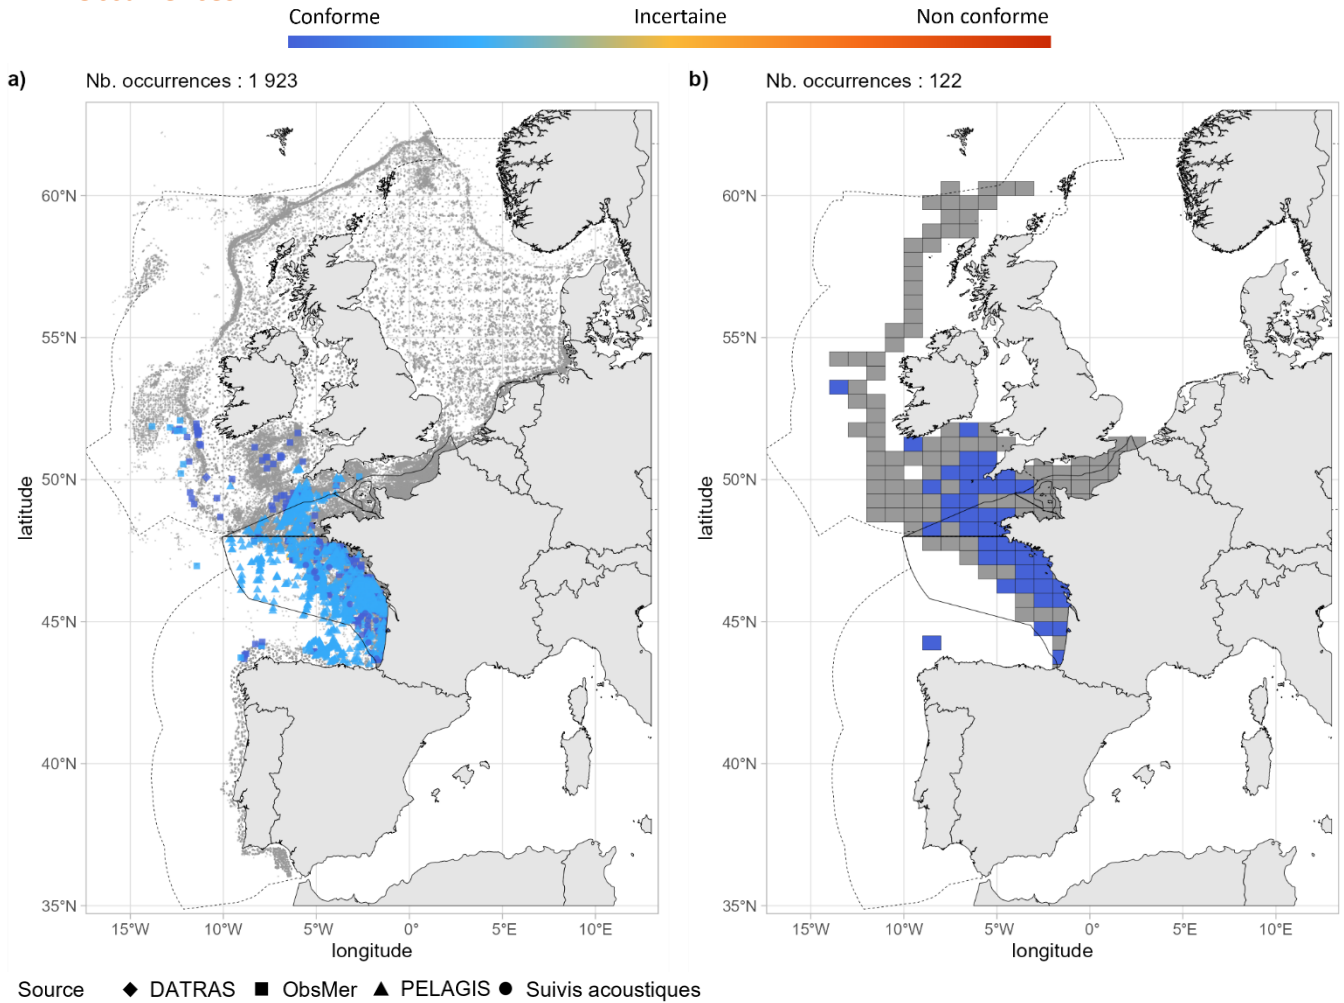 Conforme Incertaine Non conforme
a) Nb. occurrences : 1 923
b) Nb. occurrences : 122
60°N
55°N
50°N
45°N
40°N
35°N
latitude
15°W 10°W 5°W 0° 5°E 10°E
longitude
60°N
55°N
50°N
45°N
40°N
35°N
latitude
15°W 10°W 5°W 0° 5°E 10°E
longitude
Source DATRAS ObsMer PELAGIS Suivis acoustiques